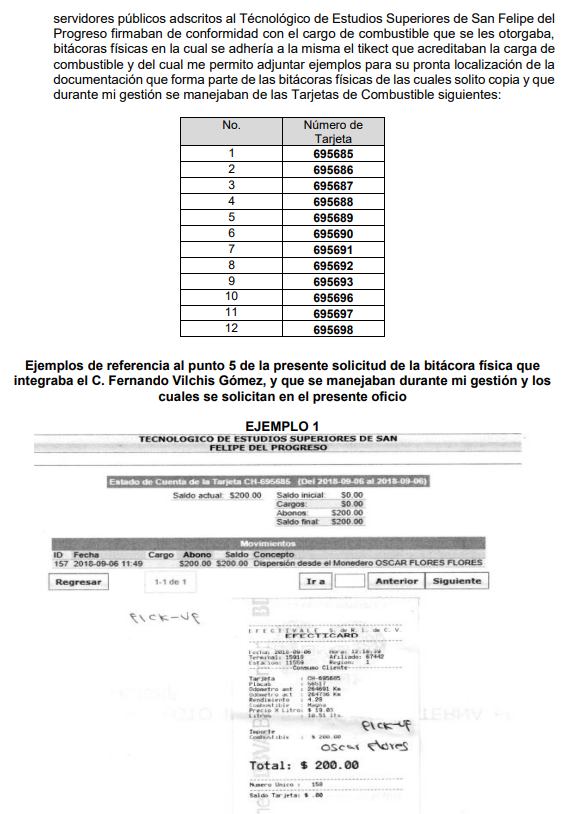 servidores públicos adscritos al Técnológico de Estudios Superiores de San Felipe del
Progreso firmaban de conformidad con el cargo de combustible que se les otorgaba,
bitácoras físicas en la cual se adhería a la misma el tikect que acreditaban la carga de
combustible y del cual me permito adjuntar ejemplos para su pronta localización de la
documentación que forma parte de las bitácoras físicas de las cuales solito copia y que
durante mi gestión se manejaban de las Tarjetas de Combustible siguientes:
No. Número de
Tarjeta
1 695685
2 695686
3 695687
4 695688
5 695689
6 695690
7 695691
8 695692
9 695693
10 695696
11 695697
12 695698
Ejemplos de referencia al punto 5 de la presente solicitud de la bitácora física que
integraba el C. Fernando Vilchis Gómez, y que se manejaban durante mi gestión y los
cuales se solicitan en el presente oficio
EJEMPLO 1
TECNOLOGICO DE ESTUDIOS SUPERIORES DE SAN
FELIPE DEL PROGRESO
Estado de Cuenta de la Tarjeta CH-695685 (Del 2018-09-06 al 2018-09-06)
Saldo actual: $200.00 Saldo inicial: $0.00
Cargos: $0.00
Abonos: $200.00
Saldo final: $200.00
Movimientos
ID Fecha Cargo Abono Saldo Concepto
157 2018-09-06 11:49 $200.00 $200.00 Dispersión desde el Monedero OSCAR FLORES FLORES
Regresar 1-1 de 1 Ir a Anterior Siguiente
PICK-UP
EFECTIVALE S. de R. L. de C. V.
EFECTICARD
Fecha: 2018-09-06 Hora:
Terminal: 15918 Afiliado: 67442
Estacion: 11559 Region: 1
Consumo Cliente
Tarjeta : CH-695685
Placas :
Odometro ant : 264691 Km
Odometro act : 264736 Km
Rendimiento : 4.28
Combustible : Magna
Precio X Litro: $ 19.03
Litros : 10.51 lts.
PICK-UP
Importe
Combustible : $ 200.00
Oscar Flores
Total: $ 200.00
Numero Unico : 158
Saldo Tarjeta: $ .00